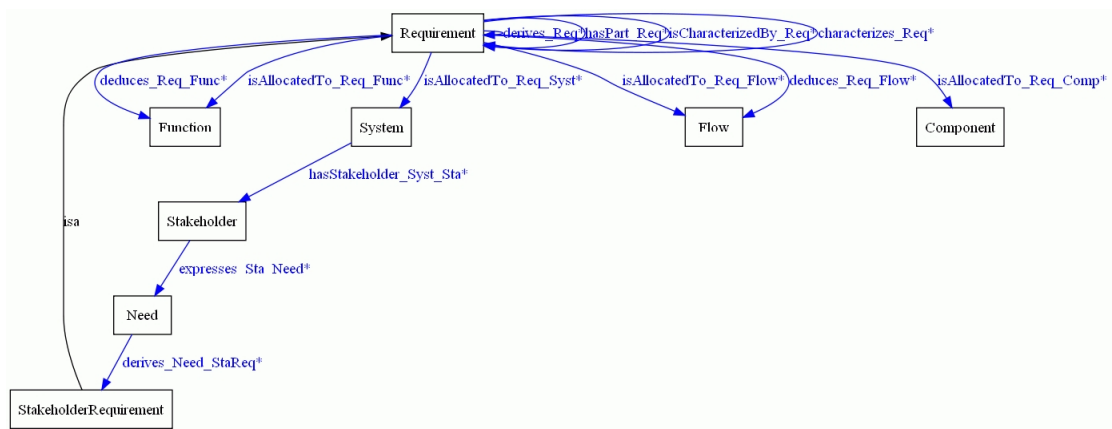 Requirement
derives_Req*
hasPart_Req*
isCharacterizedBy_Req*
characterizes_Req*
deduces_Req_Func*
isAllocatedTo_Req_Func*
isAllocatedTo_Req_Syst*
isAllocatedTo_Req_Flow*
deduces_Req_Flow*
isAllocatedTo_Req_Comp*
Function
System
Flow
Component
hasStakeholder_Syst_Sta*
isa
Stakeholder
expresses_Sta_Need*
Need
derives_Need_StaReq*
StakeholderRequirement